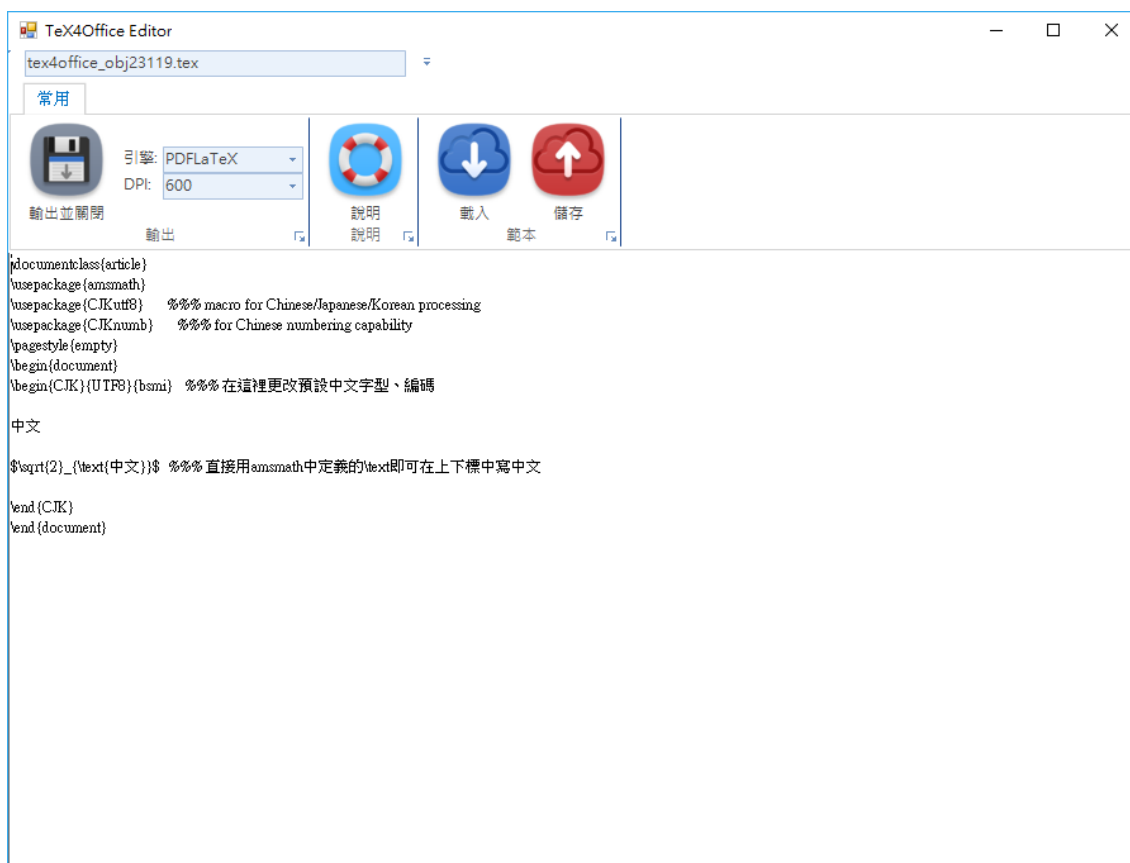 TeX4Office Editor
tex4office_obj23119.tex
常用
引擎: PDFLaTeX
DPI: 600
輸出並關閉
說明
載入
儲存
輸出
說明
範本
\documentclass{article}
\usepackage{amsmath}
\usepackage{CJKutf8} %%% macro for Chinese/Japanese/Korean processing
\usepackage{CJKnumb} %%% for Chinese numbering capability
\pagestyle{empty}
\begin{document}
\begin{CJK}{UTF8}{bsmi} %%% 在這裡更改預設中文字型、編碼
中文
$\sqrt{2}_{\text{中文}}$ %%% 直接用amsmath中定義的\text即可在上下標中寫中文
\end{CJK}
\end{document}